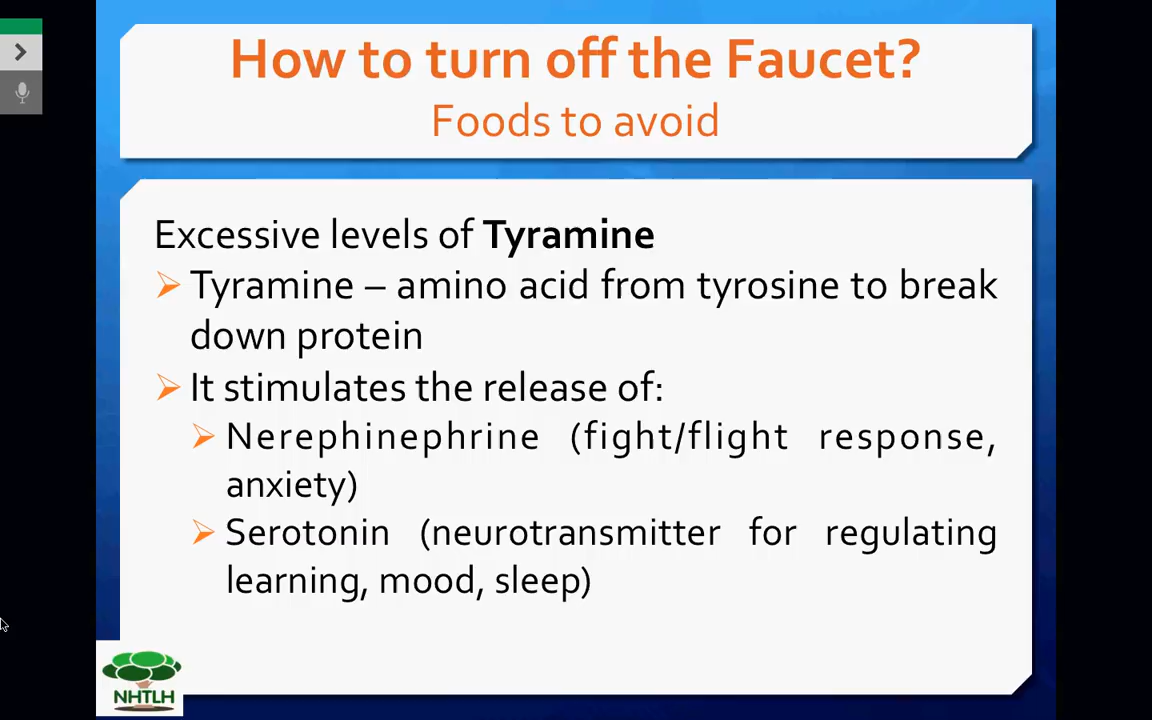 How to turn off the Faucet?
Foods to avoid
Excessive levels of Tyramine
Tyramine – amino acid from tyrosine to break
down protein
It stimulates the release of:
Nerephinephrine (fight/flight response,
anxiety)
Serotonin (neurotransmitter for regulating
learning, mood, sleep)
NHTLH